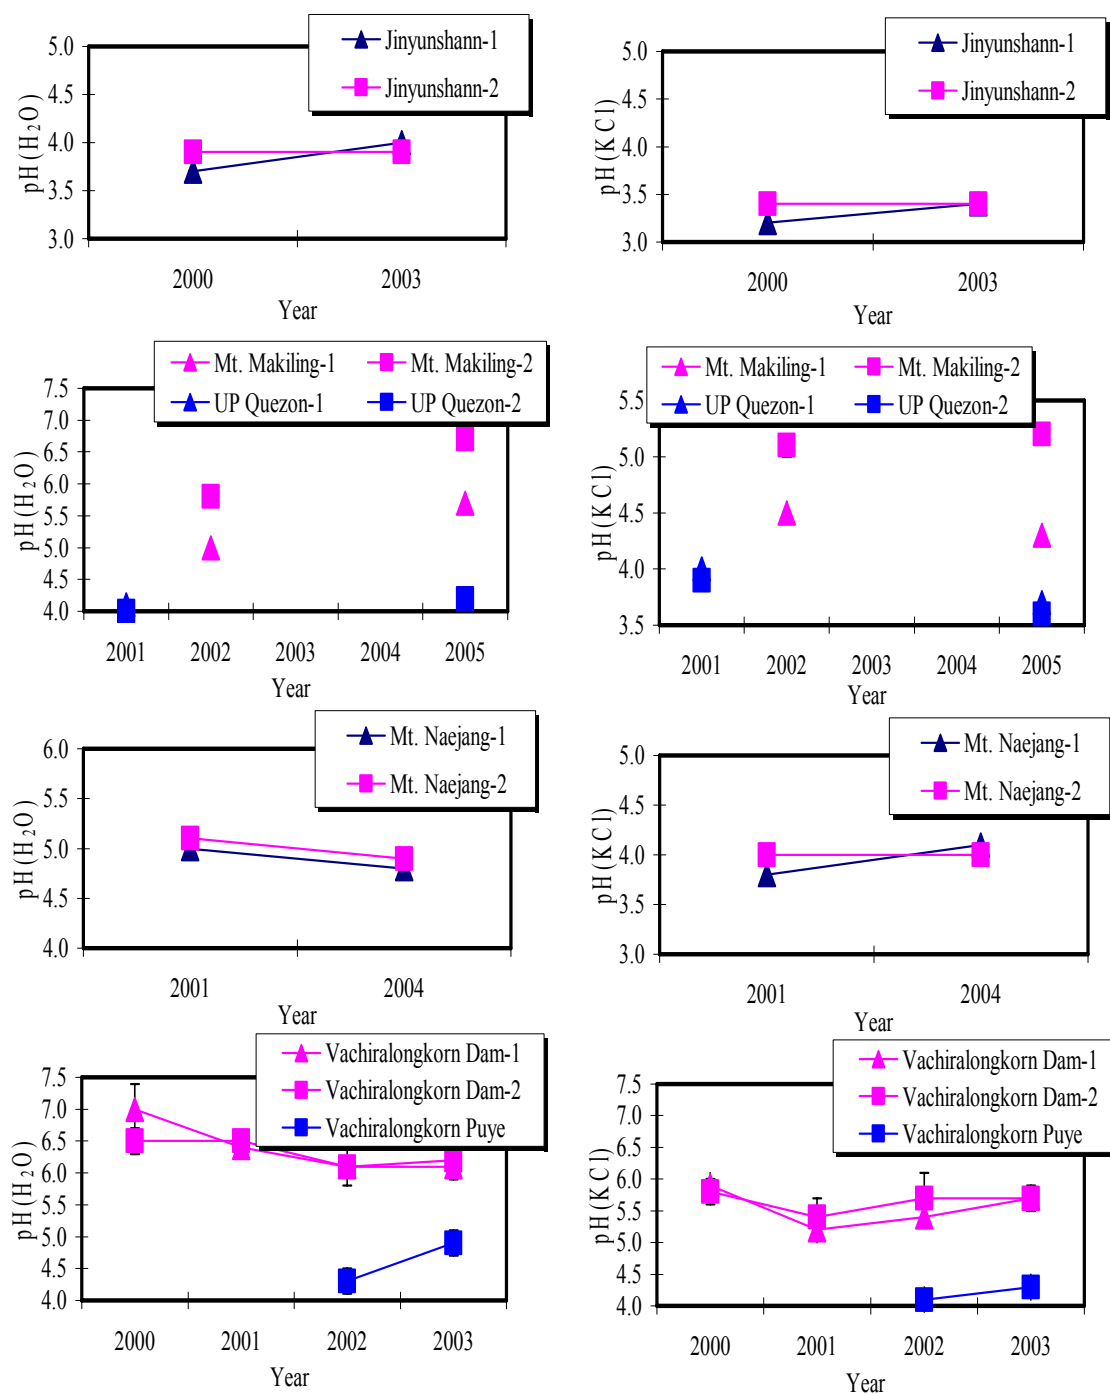 Jinyunshann-1
Jinyunshann-2
5.0
4.5
4.0
3.5
3.0
pH(H₂O)
2000 2003
Year
Jinyunshann-1
Jinyunshann-2
5.0
4.5
4.0
3.5
3.0
pH(KCl)
2000 2003
Year
Mt. Makiling-1 Mt. Makiling-2
UP Quezon-1 UP Quezon-2
7.5
7.0
6.5
6.0
5.5
5.0
4.5
4.0
pH(H₂O)
2001 2002 2003 2004 2005
Year
Mt. Makiling-1 Mt. Makiling-2
UP Quezon-1 UP Quezon-2
5.5
5.0
4.5
4.0
3.5
pH(KCl)
2001 2002 2003 2004 2005
Year
Mt. Naejang-1
Mt. Naejang-2
6.0
5.5
5.0
4.5
4.0
pH(H₂O)
2001 2004
Year
Mt. Naejang-1
Mt. Naejang-2
5.0
4.5
4.0
3.5
3.0
pH(KCl)
2001 2004
Year
Vachiralongkorn Dam-1
Vachiralongkorn Dam-2
Vachiralongkorn Puye
7.5
7.0
6.5
6.0
5.5
5.0
4.5
4.0
pH(H₂O)
2000 2001 2002 2003
Year
Vachiralongkorn Dam-1
Vachiralongkorn Dam-2
Vachiralongkorn Puye
7.5
7.0
6.5
6.0
5.5
5.0
4.5
4.0
pH(KCl)
2000 2001 2002 2003
Year